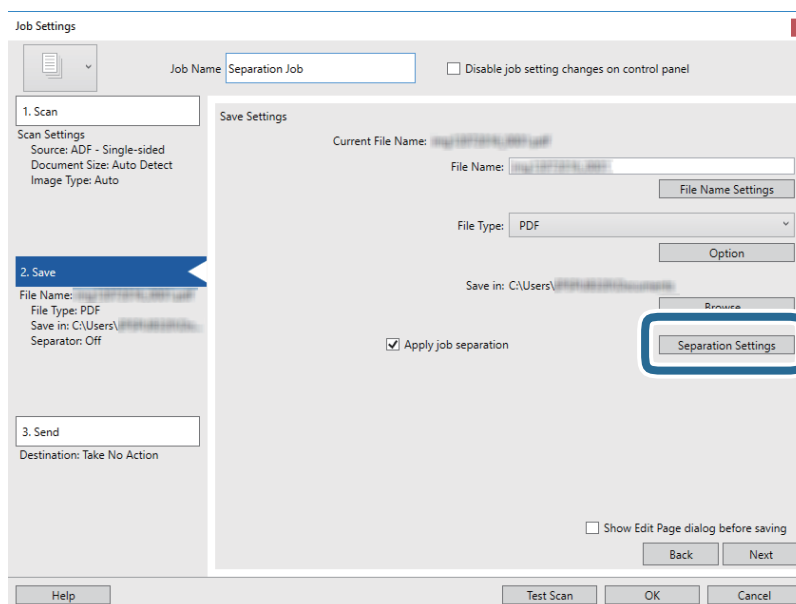 Job Settings
Job Name Separation Job
Disable job setting changes on control panel
1. Scan
Scan Settings
Source: ADF - Single-sided
Document Size: Auto Detect
Image Type: Auto
2. Save
File Name:
File Type: PDF
Save in: C:\Users\
Separator: Off
3. Send
Destination: Take No Action
Save Settings
Current File Name:
File Name:
File Name Settings
File Type: PDF
Option
Save in: C:\Users\
Browse
Apply job separation
Separation Settings
Show Edit Page dialog before saving
Back Next
Help Test Scan OK Cancel